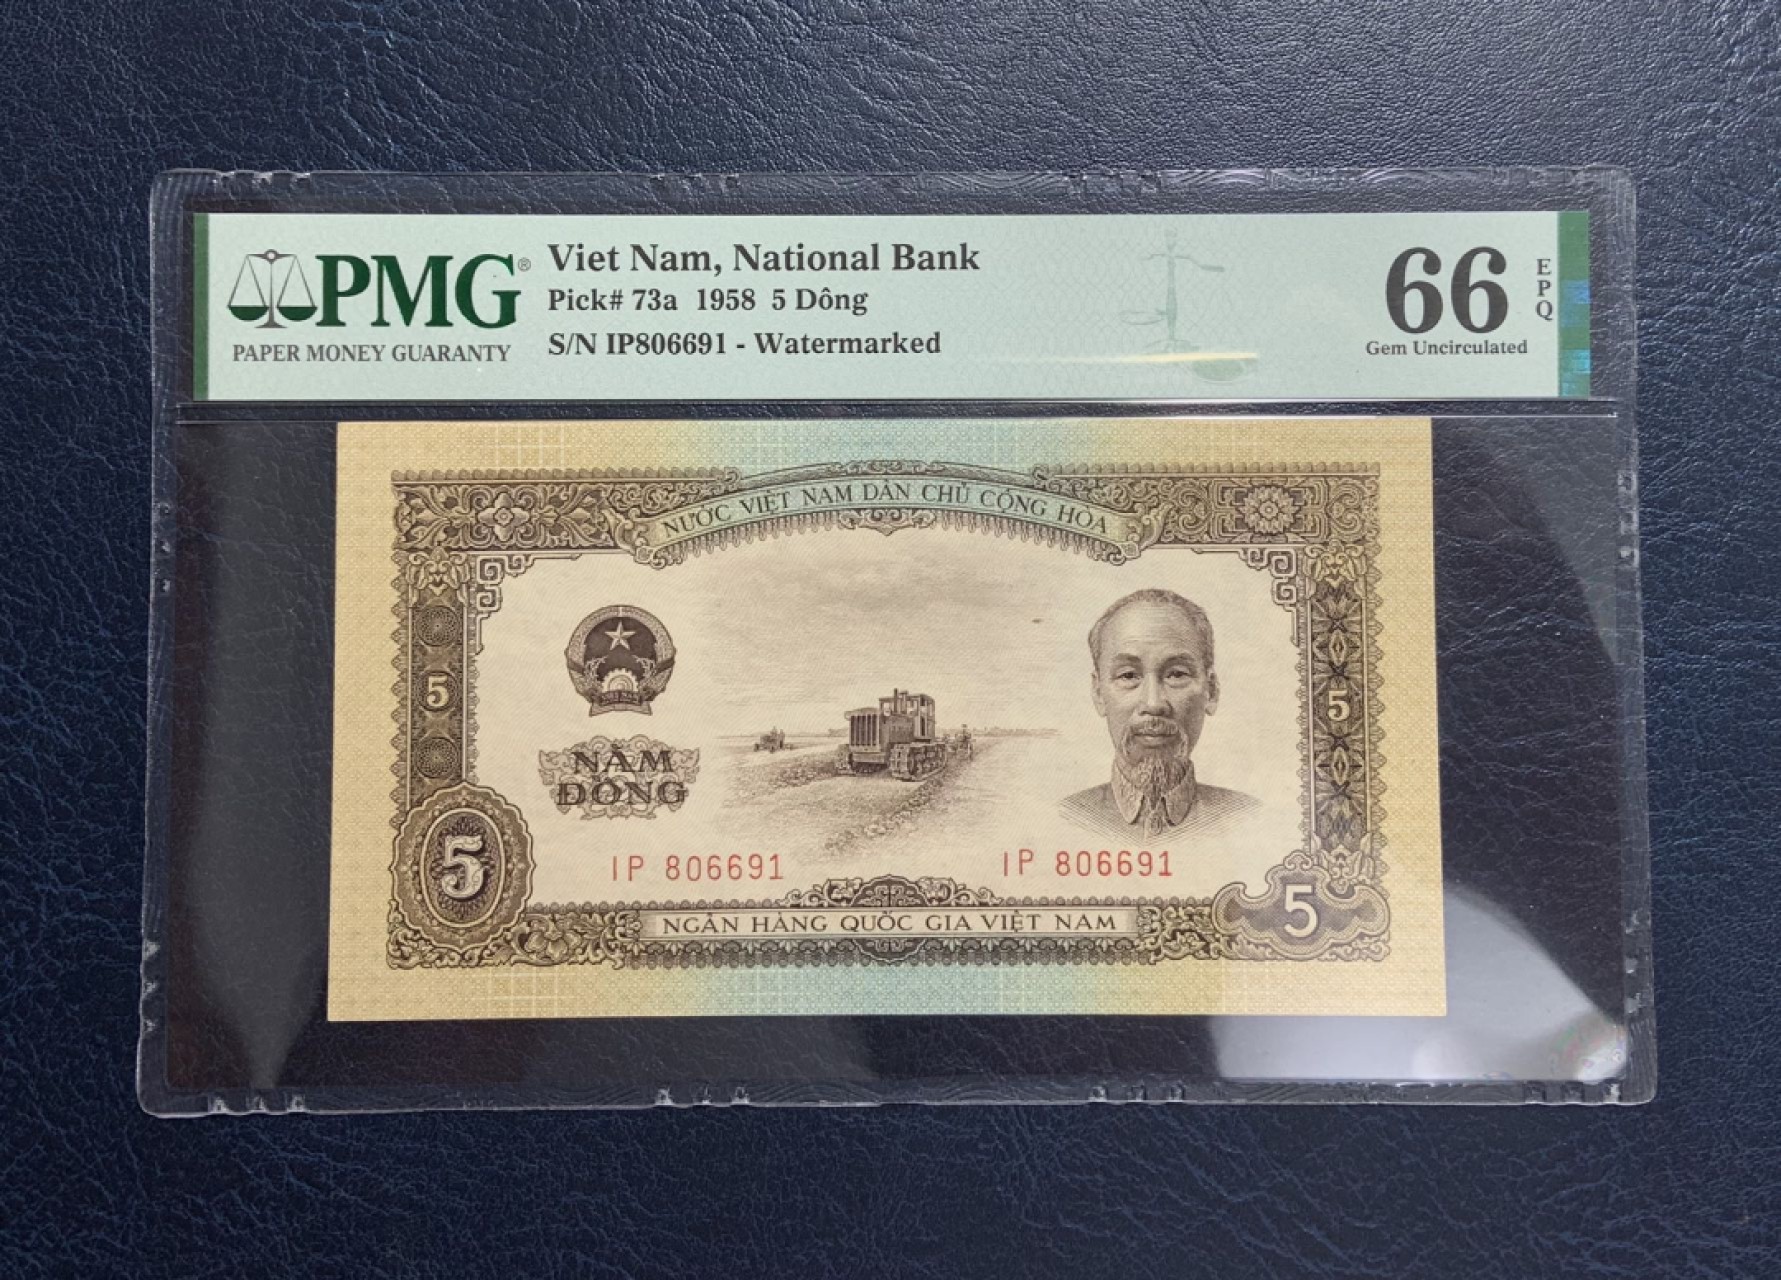 PMG®
PAPER MONEY GUARANTY
Viet Nam, National Bank
Pick# 73a 1958 5 Dông
S/N IP806691 - Watermarked
66
EPQ
Gem Uncirculated
NƯỚC VIỆT NAM DÂN CHỦ CỘNG HÒA
5
5
NĂM
ĐỒNG
5
IP 806691
IP 806691
NGÂN HÀNG QUỐC GIA VIỆT NAM
5